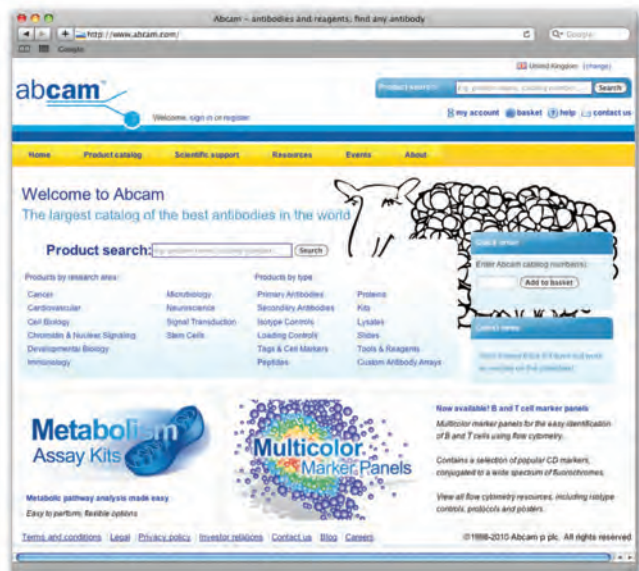 Abcam – antibodies and reagents, find any antibody
http://www.abcam.com/
Google
Google
United Kingdom (change)
abcam™
Product search:
Search
Welcome, sign in or register
my account basket help contact us
Home Product catalog Scientific support Resources Events About
Welcome to Abcam
The largest catalog of the best antibodies in the world
Product search: Search
Enter Abcam catalog number(s)
Add to basket
Products by research area: Products by type
Cancer Microbiology Primary Antibodies Proteins
Cardiovascular Neuroscience Secondary Antibodies Kits
Cell Biology Signal Transduction Isotype Controls Lysates
Chromatin & Nuclear Signaling Stem Cells Loading Controls Slides
Developmental Biology Tags & Cell Markers Tools & Reagents
Immunology Peptides Custom Antibody Arrays
Metabolism
Assay Kits
Metabolic pathway analysis made easy
Easy to perform, flexible options
Multicolor
Marker Panels
Now available! B and T cell marker panels
Multicolor marker panels for the easy identification
of B and T cells using flow cytometry.
Contains a selection of popular CD markers,
conjugated to a wide spectrum of fluorochromes.
View all flow cytometry resources, including isotype
controls, protocols and posters.
Terms and conditions Legal Privacy policy Investor relations Contact us Blog Careers ©1998-2010 Abcam p plc. All rights reserved